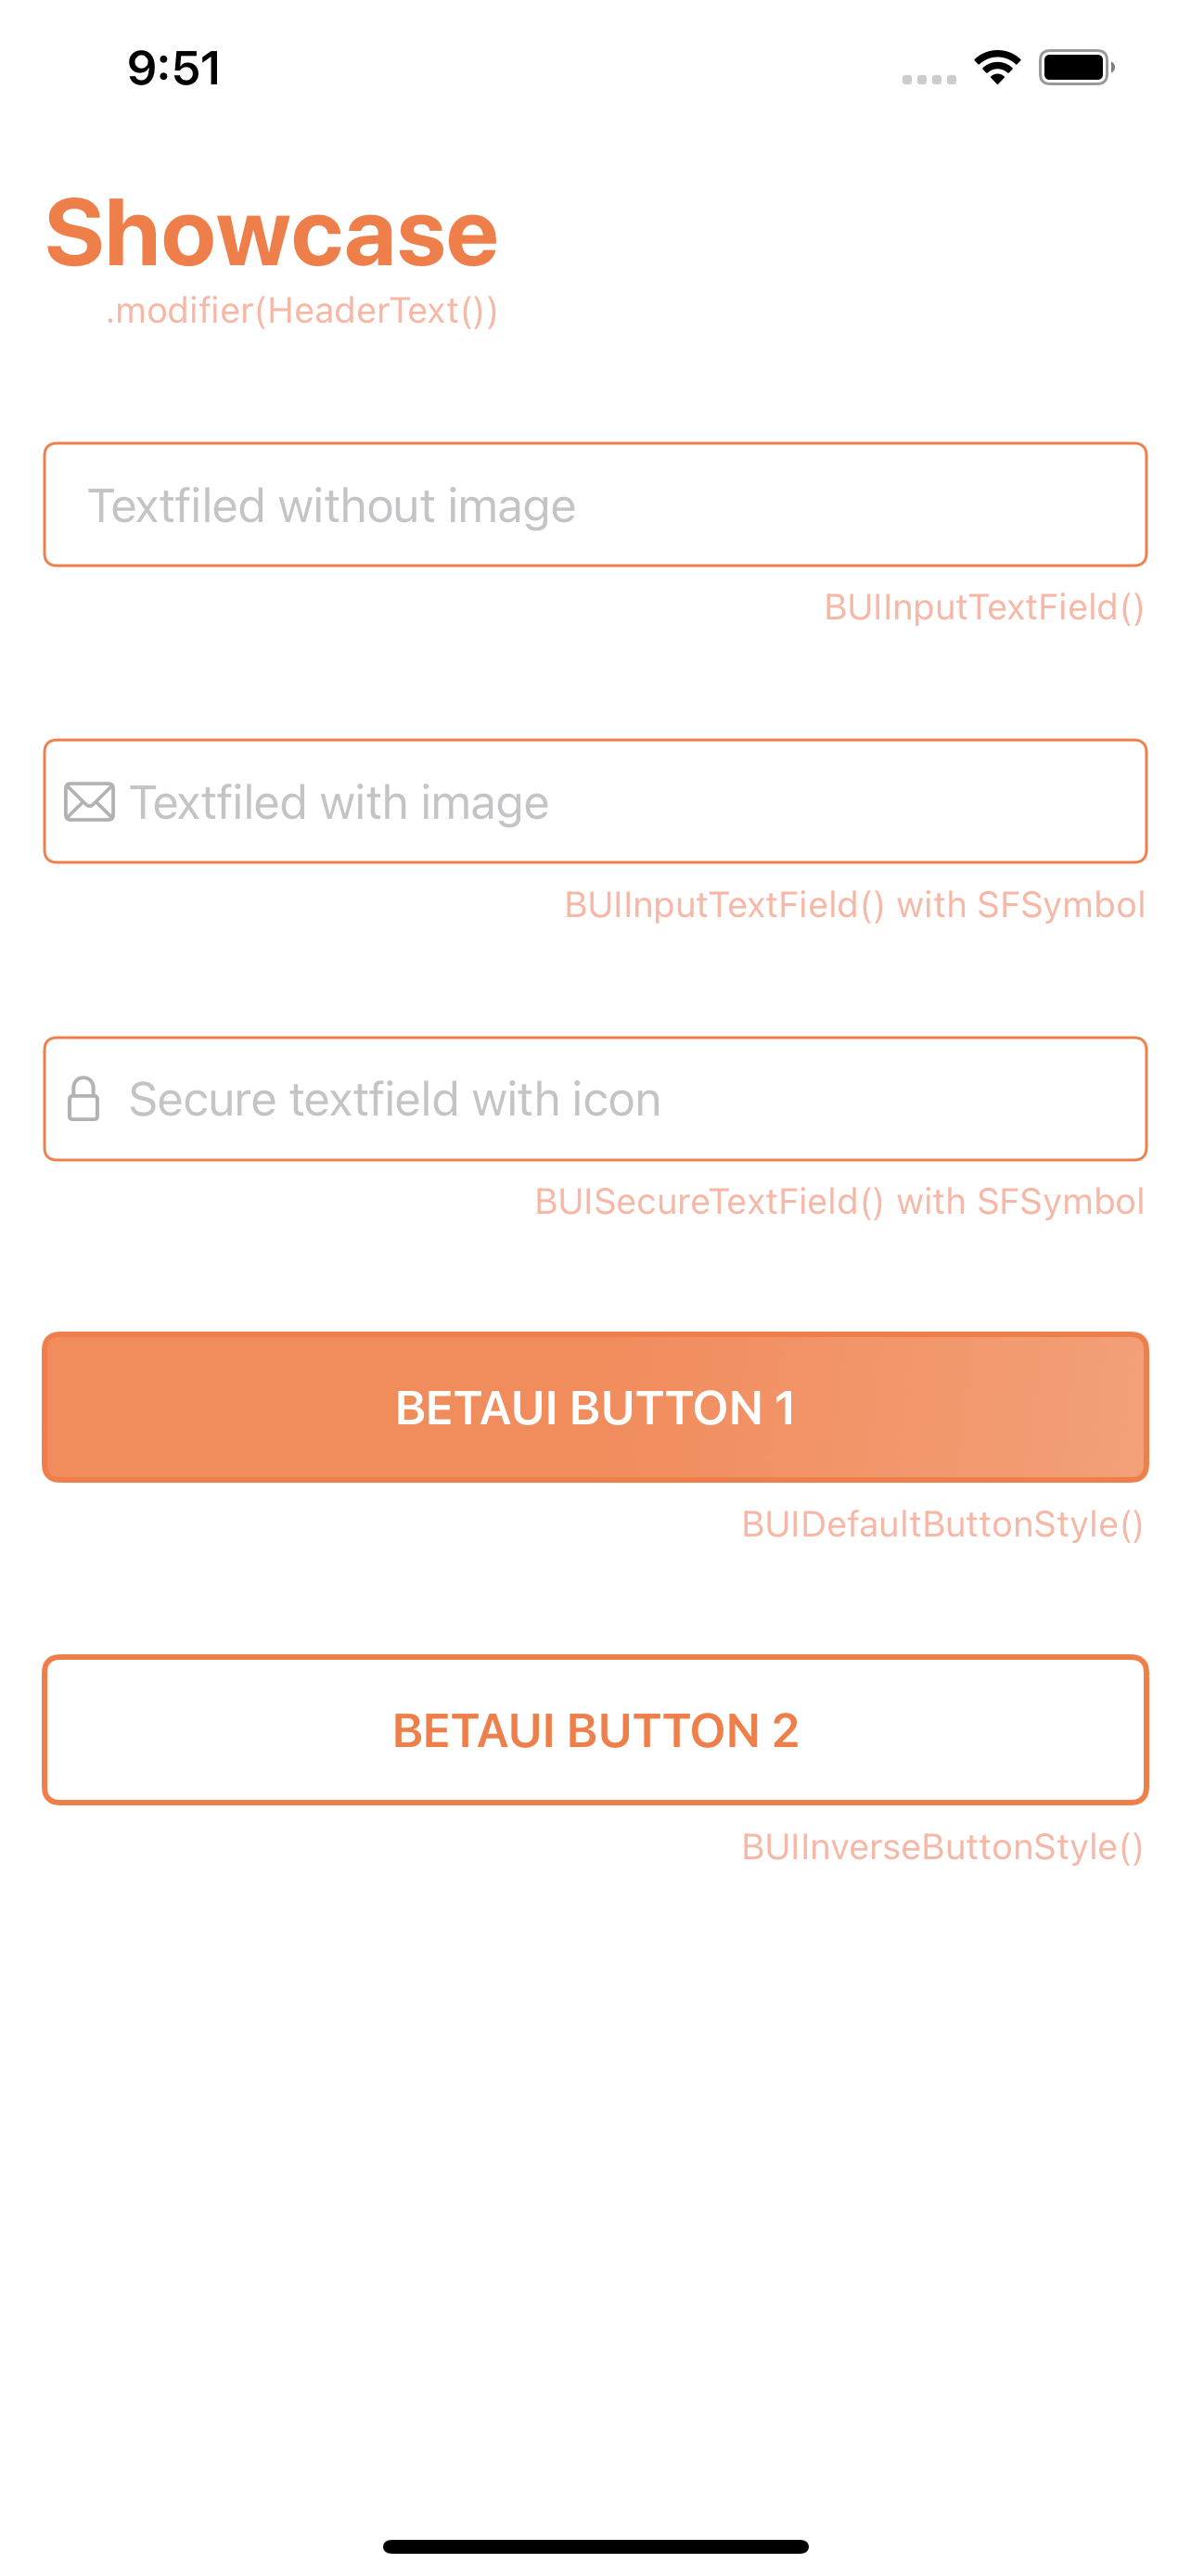 9:51
Showcase
.modifier(HeaderText())
Textfiled without image
BUIInputTextField()
Textfiled with image
BUIInputTextField() with SFSymbol
Secure textfield with icon
BUISecureTextField() with SFSymbol
BETAUI BUTTON 1
BUIDefaultButtonStyle()
BETAUI BUTTON 2
BUIInverseButtonStyle()